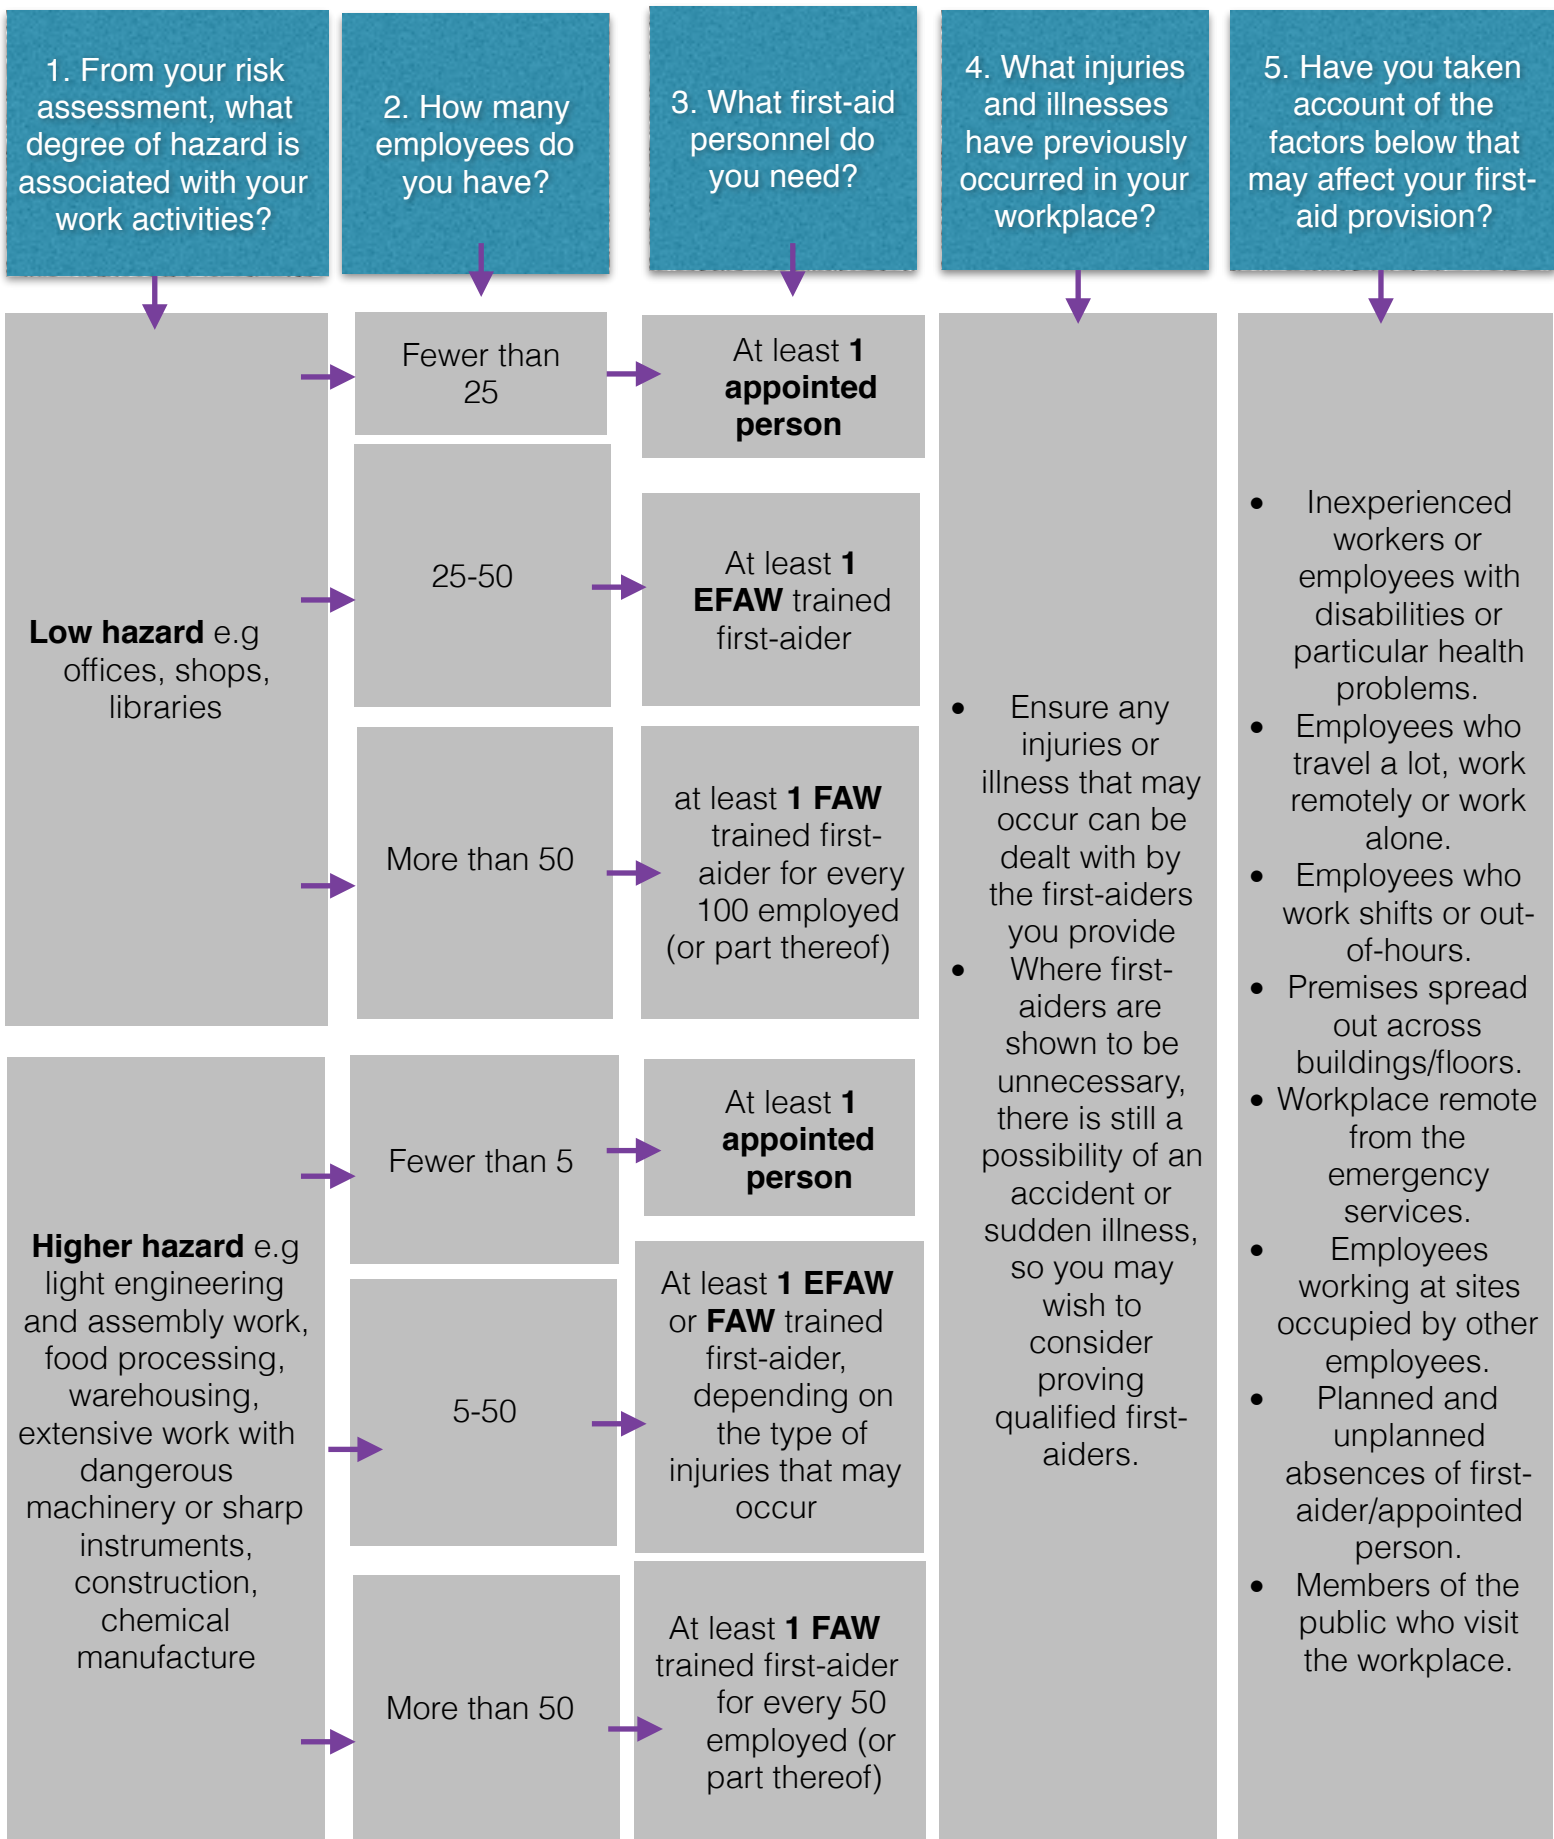 1. From your risk
assessment, what
degree of hazard is
associated with your
work activities?
2. How many
employees do
you have?
3. What first-aid
personnel do
you need?
4. What injuries
and illnesses
have previously
occurred in your
workplace?
5. Have you taken
account of the
factors below that
may affect your first-
aid provision?
Low hazard e.g
offices, shops,
libraries
Fewer than
25
At least 1
appointed
person
25-50
At least 1
EFAW trained
first-aider
More than 50
at least 1 FAW
trained first-
aider for every
100 employed
(or part thereof)
Higher hazard e.g
light engineering
and assembly work,
food processing,
warehousing,
extensive work with
dangerous
machinery or sharp
instruments,
construction,
chemical
manufacture
Fewer than 5
At least 1
appointed
person
5-50
At least 1 EFAW
or FAW trained
first-aider,
depending on
the type of
injuries that may
occur
More than 50
At least 1 FAW
trained first-aider
for every 50
employed (or
part thereof)
• Ensure any
injuries or
illness that may
occur can be
dealt with by
the first-aiders
you provide
• Where first-
aiders are
shown to be
unnecessary,
there is still a
possibility of an
accident or
sudden illness,
so you may
wish to
consider
proving
qualified first-
aiders.
• Inexperienced
workers or
employees with
disabilities or
particular health
problems.
• Employees who
travel a lot, work
remotely or work
alone.
• Employees who
work shifts or out-
of-hours.
• Premises spread
out across
buildings/floors.
• Workplace remote
from the
emergency
services.
• Employees
working at sites
occupied by other
employees.
• Planned and
unplanned
absences of first-
aider/appointed
person.
• Members of the
public who visit
the workplace.